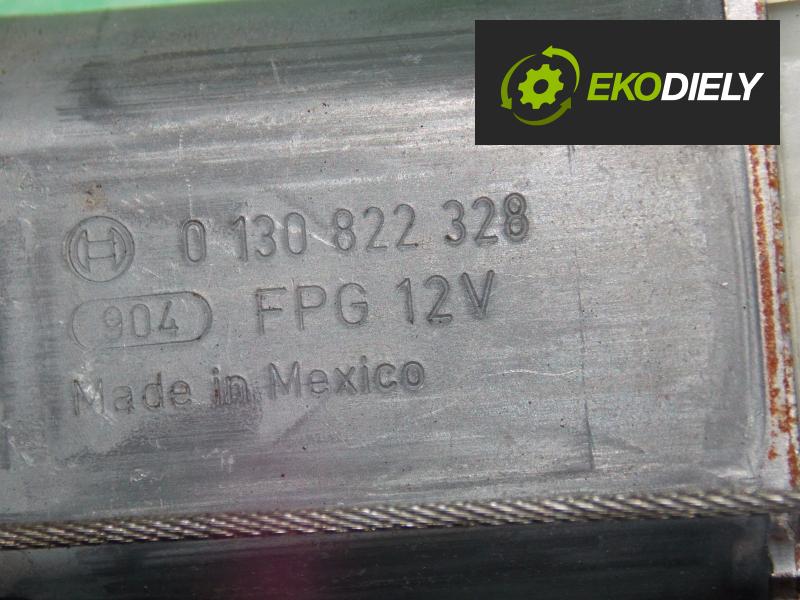 EKODIELY
0 130 822 328
904 FPG 12V
Made in Mexico